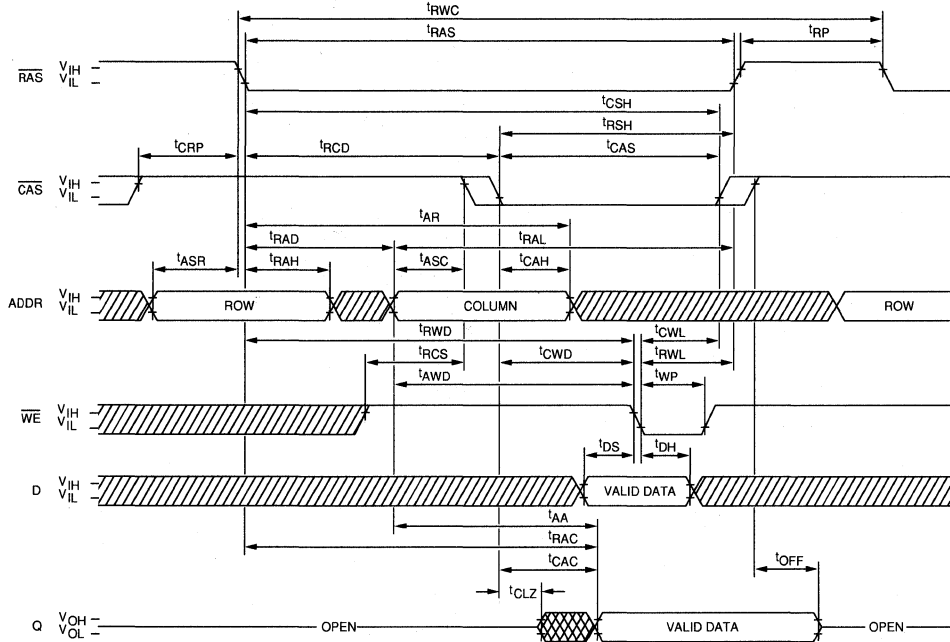 tRWC
tRAS
tRP
RAS
VIH
VIL
tCSH
tRSH
tCRP
tRCD
tCAS
CAS
VIH
VIL
tAR
tRAD
tRAL
tASR
tRAH
tASC
tCAH
ADDR
VIH
VIL
ROW
COLUMN
ROW
tRWD
tCWL
tRCS
tCWD
tRWL
tAWD
tWP
WE
VIH
VIL
tDS
tDH
D
VIH
VIL
VALID DATA
tAA
tRAC
tCAC
tOFF
tCLZ
Q
VOH
VOL
OPEN
VALID DATA
OPEN